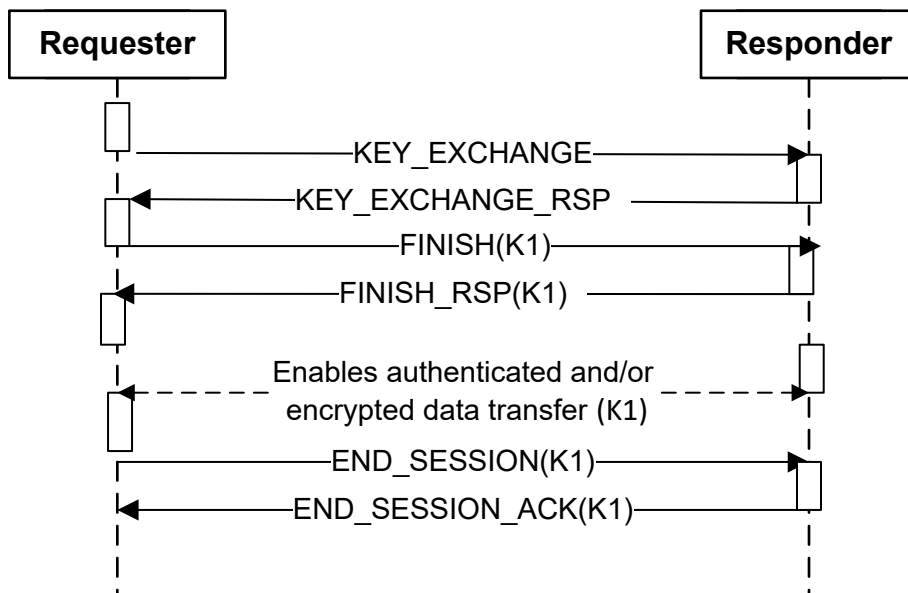 Requester
Responder
KEY_EXCHANGE
KEY_EXCHANGE_RSP
FINISH(K1)
FINISH_RSP(K1)
Enables authenticated and/or
encrypted data transfer (K1)
END_SESSION(K1)
END_SESSION_ACK(K1)